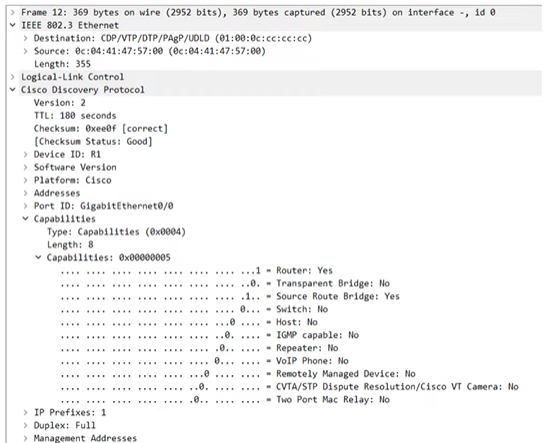 > Frame 12: 369 bytes on wire (2952 bits), 369 bytes captured (2952 bits) on interface -, id 0
v IEEE 802.3 Ethernet
> Destination: CDP/VTP/DTP/PAgP/UDLD (01:00:0c:cc:cc:cc)
> Source: 0c:04:41:47:57:00 (0c:04:41:47:57:00)
Length: 355
> Logical-Link Control
v Cisco Discovery Protocol
Version: 2
TTL: 180 seconds
Checksum: 0xee0f [correct]
[Checksum Status: Good]
> Device ID: R1
> Software Version
> Platform: Cisco
> Addresses
> Port ID: GigabitEthernet0/0
v Capabilities
Type: Capabilities (0x0004)
Length: 8
v Capabilities: 0x00000005
.... .... .... .... .... .... .... ...1 = Router: Yes
.... .... .... .... .... .... .... ..0. = Transparent Bridge: No
.... .... .... .... .... .... .... .1.. = Source Route Bridge: Yes
.... .... .... .... .... .... .... 0... = Switch: No
.... .... .... .... .... .... ...0 .... = Host: No
.... .... .... .... .... .... ..0. .... = IGMP capable: No
.... .... .... .... .... .... .0.. .... = Repeater: No
.... .... .... .... .... .... 0... .... = VoIP Phone: No
.... .... .... .... .... ...0 .... .... = Remotely Managed Device: No
.... .... .... .... .... ..0. .... .... = CVTA/STP Dispute Resolution/Cisco VT Camera: No
.... .... .... .... .... .0.. .... .... = Two Port Mac Relay: No
> IP Prefixes: 1
> Duplex: Full
> Management Addresses